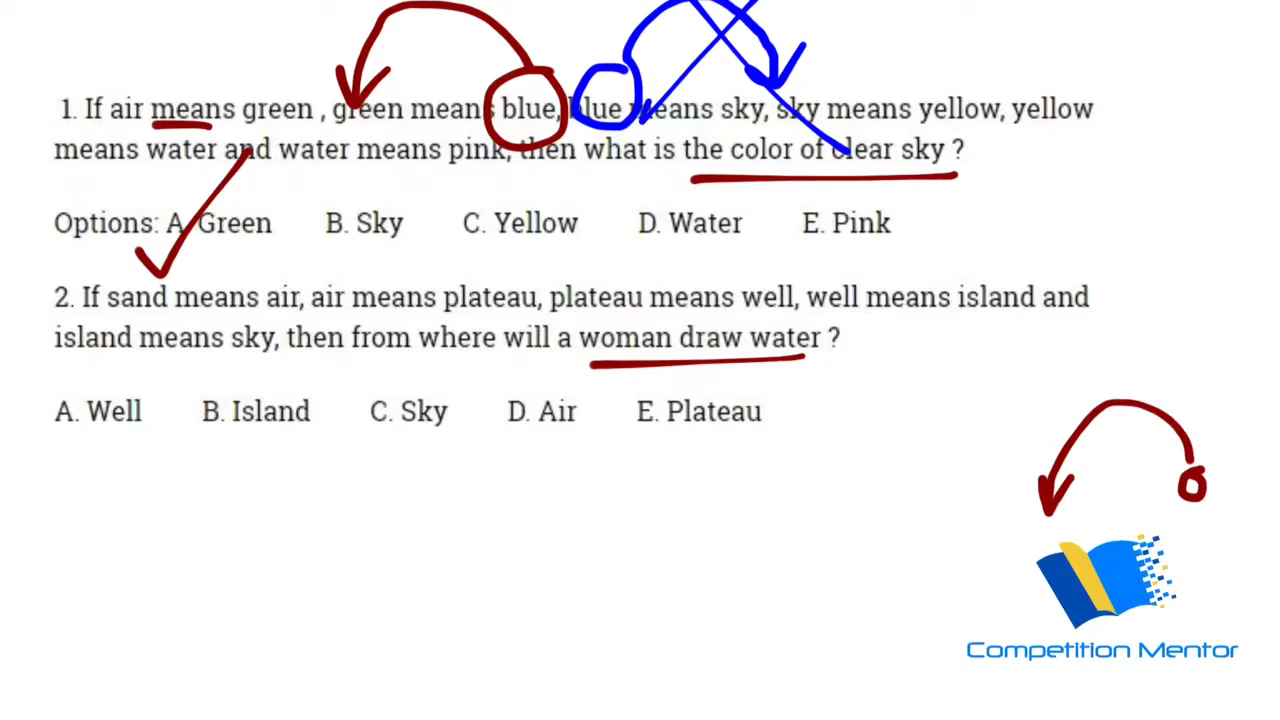 1. If air means green , green means blue, blue means sky, sky means yellow, yellow
means water and water means pink, then what is the color of clear sky ?
Options: A. Green B. Sky C. Yellow D. Water E. Pink
2. If sand means air, air means plateau, plateau means well, well means island and
island means sky, then from where will a woman draw water ?
A. Well B. Island C. Sky D. Air E. Plateau
Competition Mentor